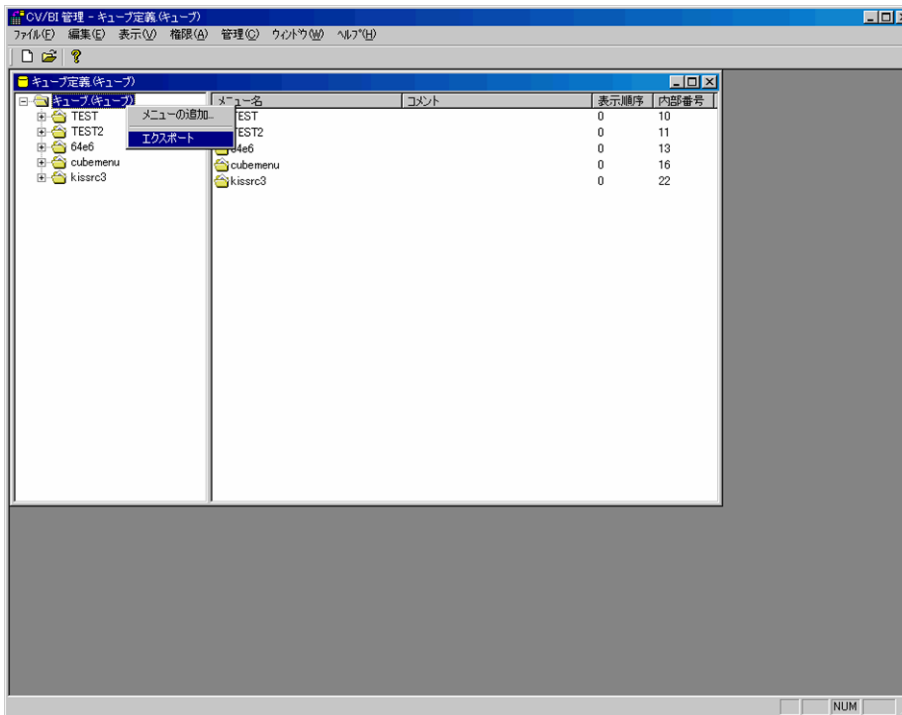 CV/BI 管理 - キューブ定義(キューブ)
ファイル(F) 編集(E) 表示(V) 権限(A) 管理(C) ウィンドウ(W) ヘルプ(H)
キューブ定義(キューブ)
キューブ(キューブ)
メニュー名 コメント 表示順序 内部番号
TEST メニューの追加... TEST 0 10
TEST2 エクスポート TEST2 0 11
64e6 64e6 0 13
cubemenu cubemenu 0 16
kissrc3 kissrc3 0 22
NUM